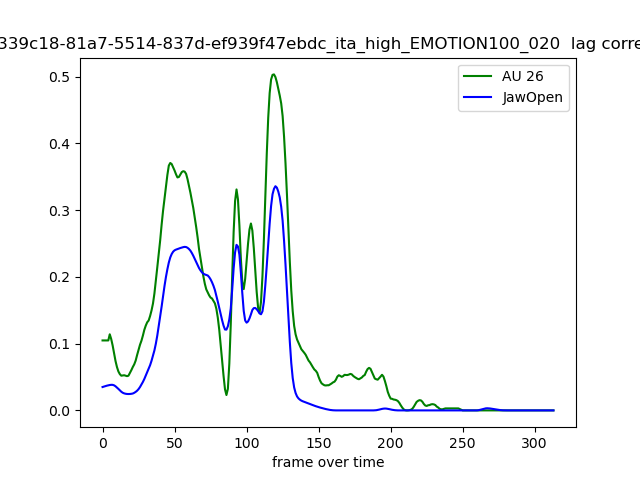 339c18-81a7-5514-837d-ef939f47ebdc_ita_high_EMOTION100_020 lag corre
AU 26
JawOpen
0.5
0.4
0.3
0.2
0.1
0.0
0 50 100 150 200 250 300
frame over time